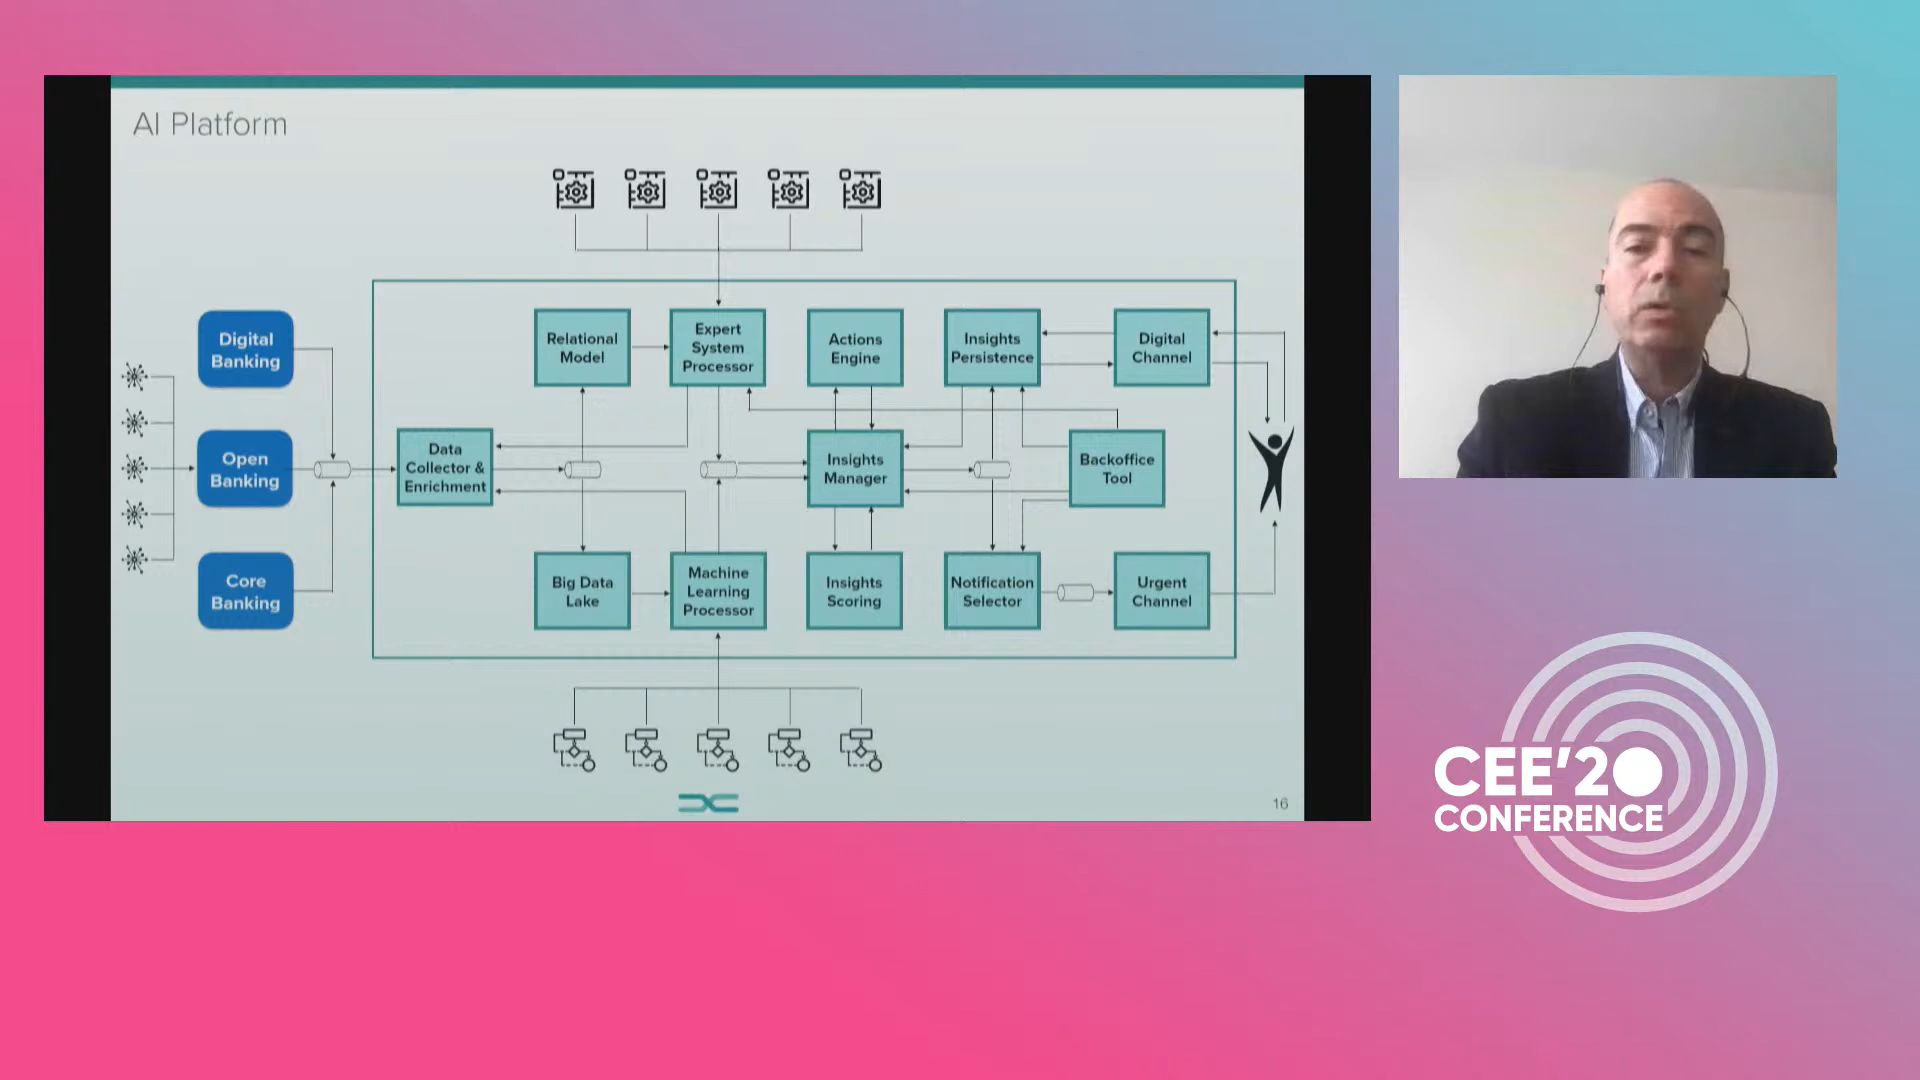 AI Platform
Digital
Banking
Open
Banking
Core
Banking
Data
Collector &
Enrichment
Relational
Model
Expert
System
Processor
Actions
Engine
Insights
Persistence
Digital
Channel
Insights
Manager
Backoffice
Tool
Big Data
Lake
Machine
Learning
Processor
Insights
Scoring
Notification
Selector
Urgent
Channel
16
CEE'20
CONFERENCE